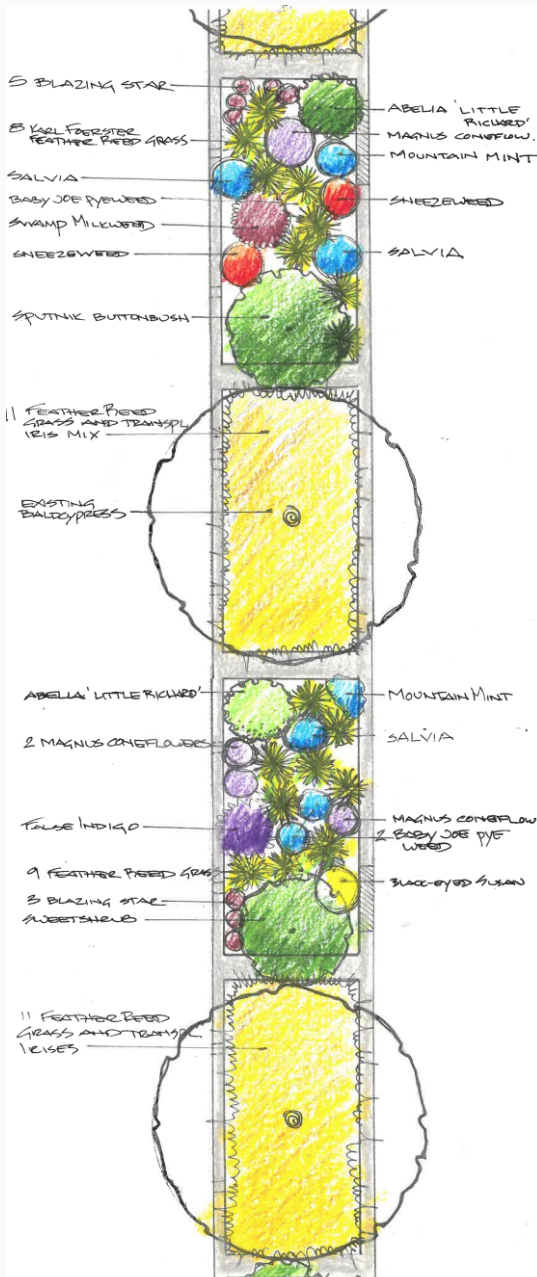 5 BLAZING STAR
ABELIA 'LITTLE
RICHARD'
8 KARL FOERSTER
FEATHER REED GRASS
MAGNUS CONEFLOW.
MOUNTAIN MINT
SALVIA
BABY JOE PYEWEED
SNEEZEWEED
SWAMP MILKWEED
SNEEZEWEED
SALVIA
SPUTNIK BUTTONBUSH
11 FEATHER REED
GRASS AND TRANSPL
IRIS MIX
EXISTING
BALDCYPRESS
ABELIA 'LITTLE RICHARD'
MOUNTAIN MINT
2 MAGNUS CONEFLOWERS
SALVIA
FALSE INDIGO
MAGNUS CONEFLOW
2 BABY JOE PYE
WEED
9 FEATHER REED GRASS
BLACK-EYED SUSAN
3 BLAZING STAR
SWEETSHRUB
11 FEATHER REED
GRASS AND TRANSPL
IRISES